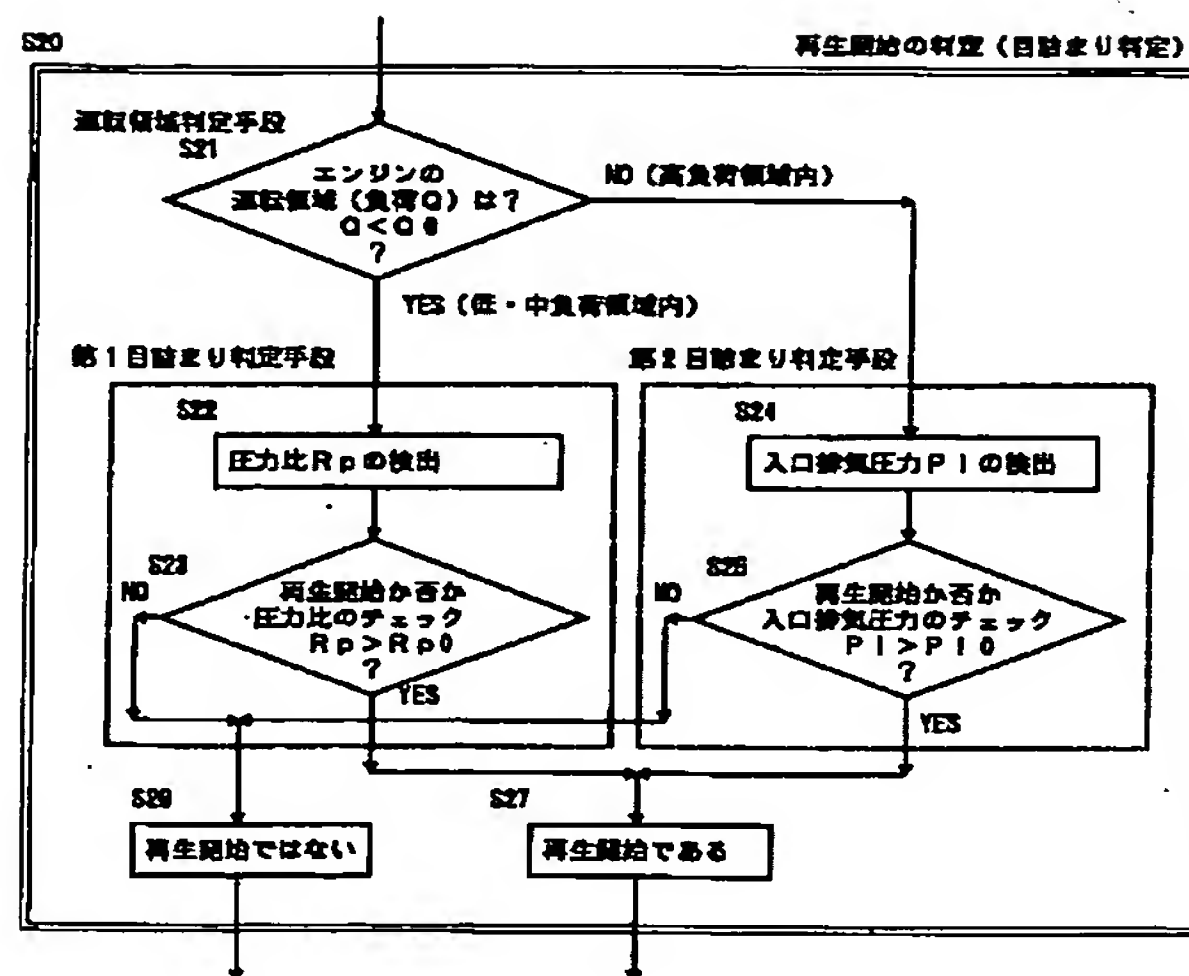 S20
再生開始の判定（目詰まり判定）
運転領域判定手段
S21
エンジンの
運転領域（負荷Q）は？
？
NO（高負荷領域内）
YES（低・中負荷領域内）
第1目詰まり判定手段
第2目詰まり判定手段
S22
圧力比Rpの検出
S24
入口排気圧力PIの検出
S23
再生開始か否か
圧力比のチェック
Rp＞Rp0
？
NO
YES
S25
再生開始か否か
入口排気圧力のチェック
PI＞PI0
？
NO
YES
再生開始ではない
S27
再生開始である